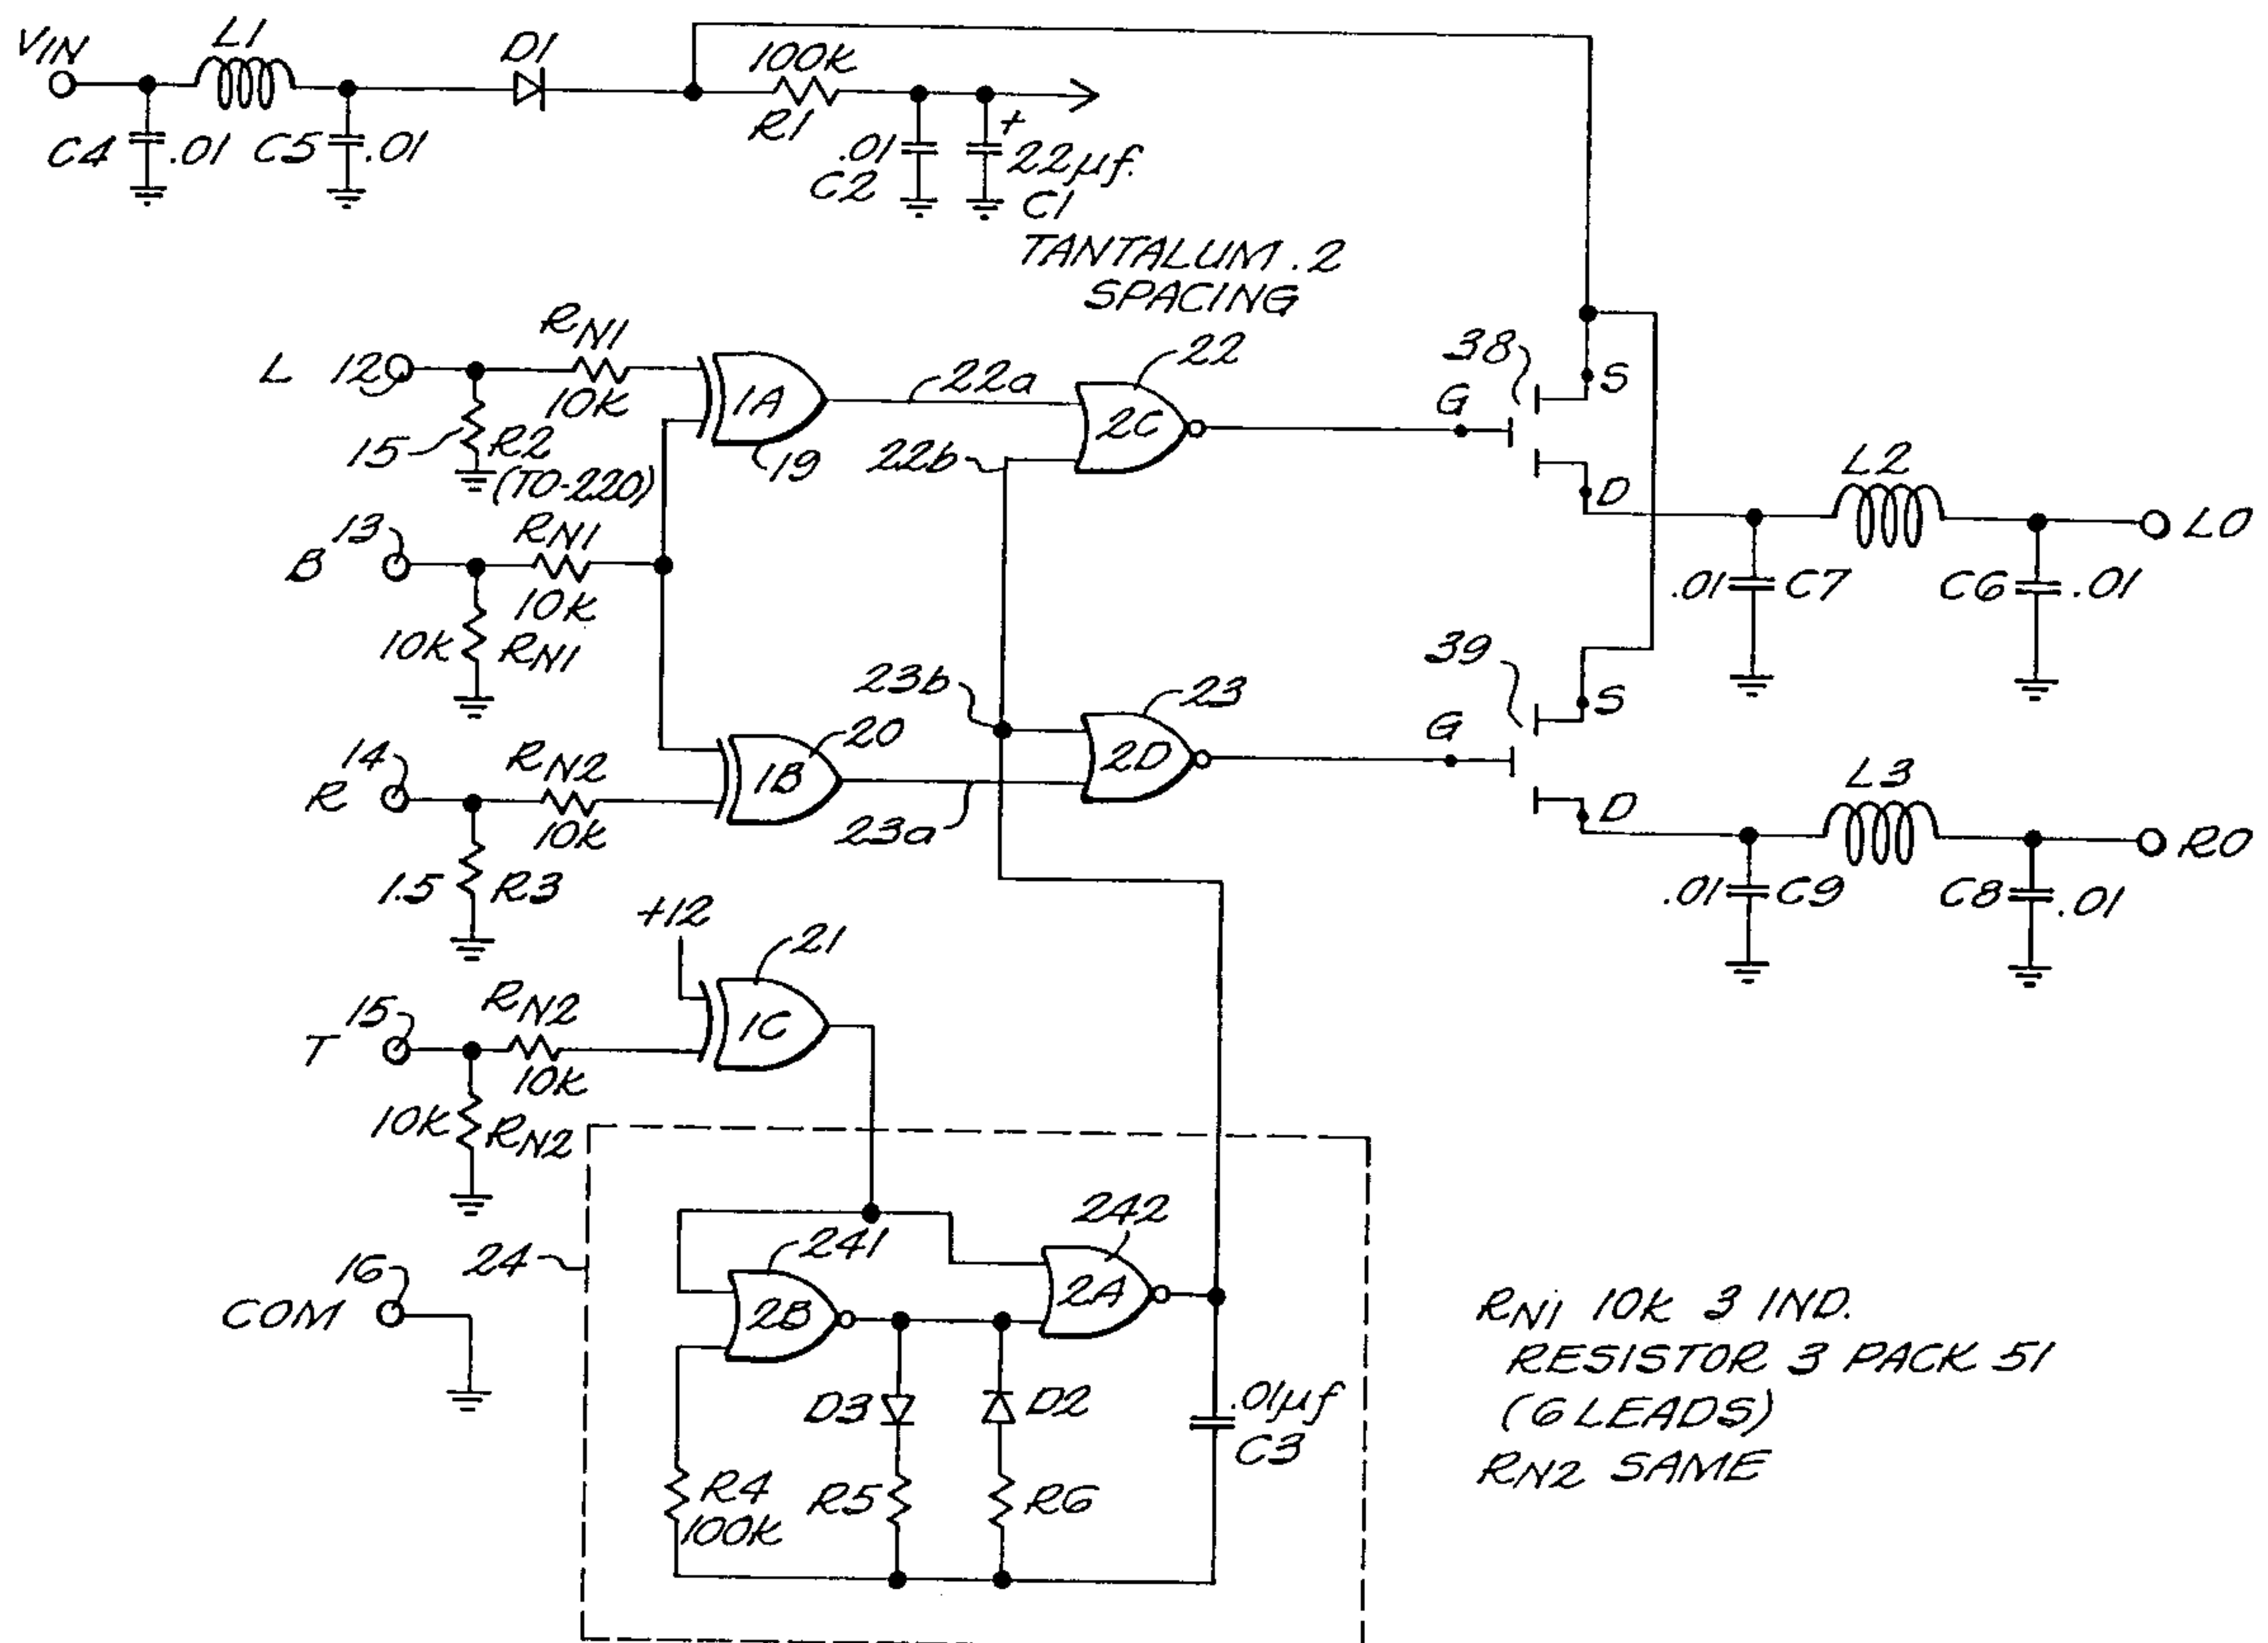 VIN
L1
D1
100K
R1
C4 .01
C5 .01
.01
C2
+
22µf.
C1
TANTALUM .2
SPACING
L 12
RN1
10K
15
R2
(TO-220)
1A
19
22a
22
2C
22b
38
G
S
D
L2
LO
.01 C7
C6 .01
B 13
RN1
10K
10K RN1
23b
23
2D
39
G
S
D
L3
RO
.01 C9
C8 .01
R 14
RN2
10K
1.5 R3
1B
20
23a
+12
21
1C
T 15
RN2
10K
10K RN2
COM 16
24
241
2B
242
2A
D3
D2
.01µf
C3
R4
100K
R5
R6
RN1 10K 3 IND.
RESISTOR 3 PACK 51
(6 LEADS)
RN2 SAME